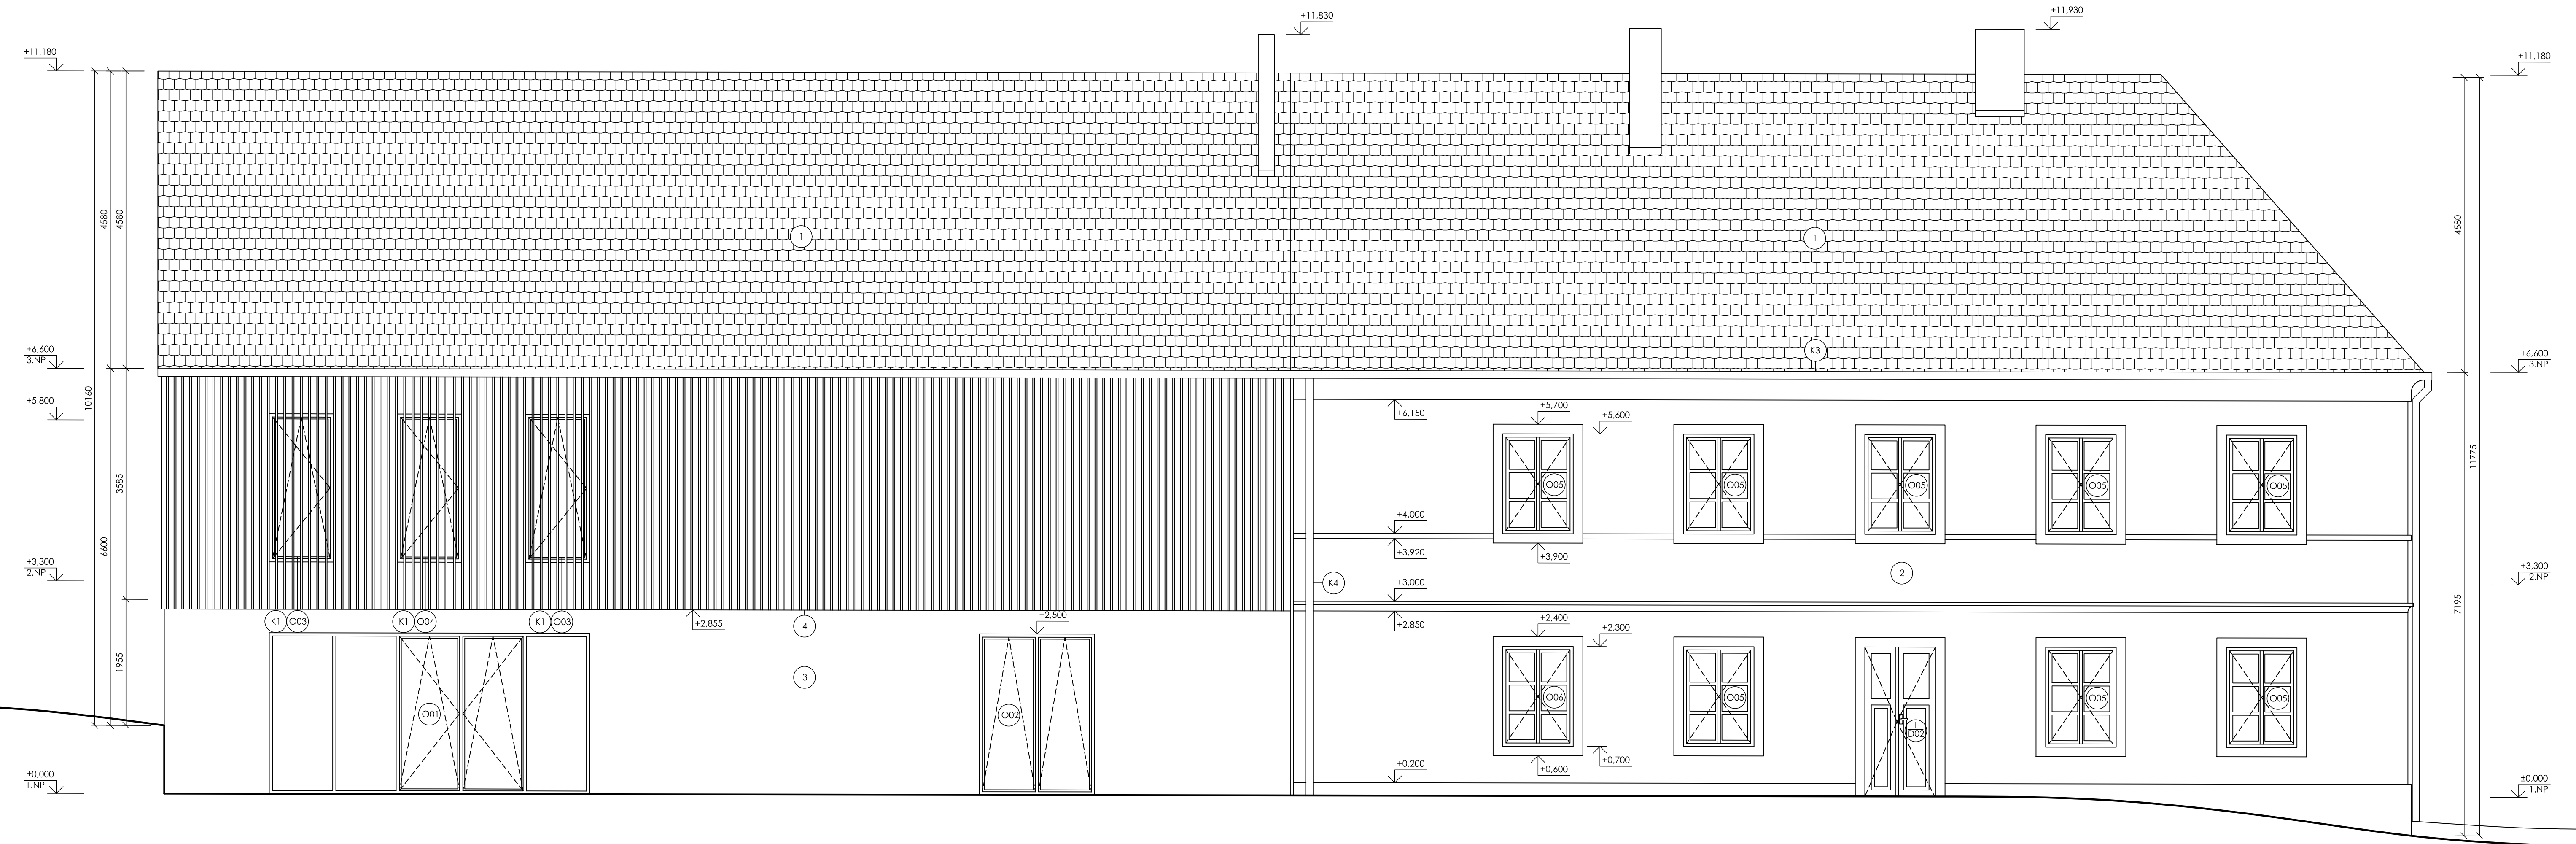 +11,830
+11,930
+11,180
+11,180
4580
4580
4580
1
1
K3
+6,600
3.NP
+6,600
3.NP
+5,800
10160
+5,700
+5,600
+6,150
11775
3585
O05
O05
O05
O05
O05
+4,000
6600
+3,920
+3,900
+3,300
2.NP
2
+3,300
2.NP
K4
+3,000
7195
K1
O03
K1
O04
K1
O03
+2,855
4
+2,500
+2,850
+2,400
+2,300
1955
3
O06
O05
O05
O05
O01
O02
L
D02
+0,200
+0,600
+0,700
±0,000
1.NP
±0,000
1.NP